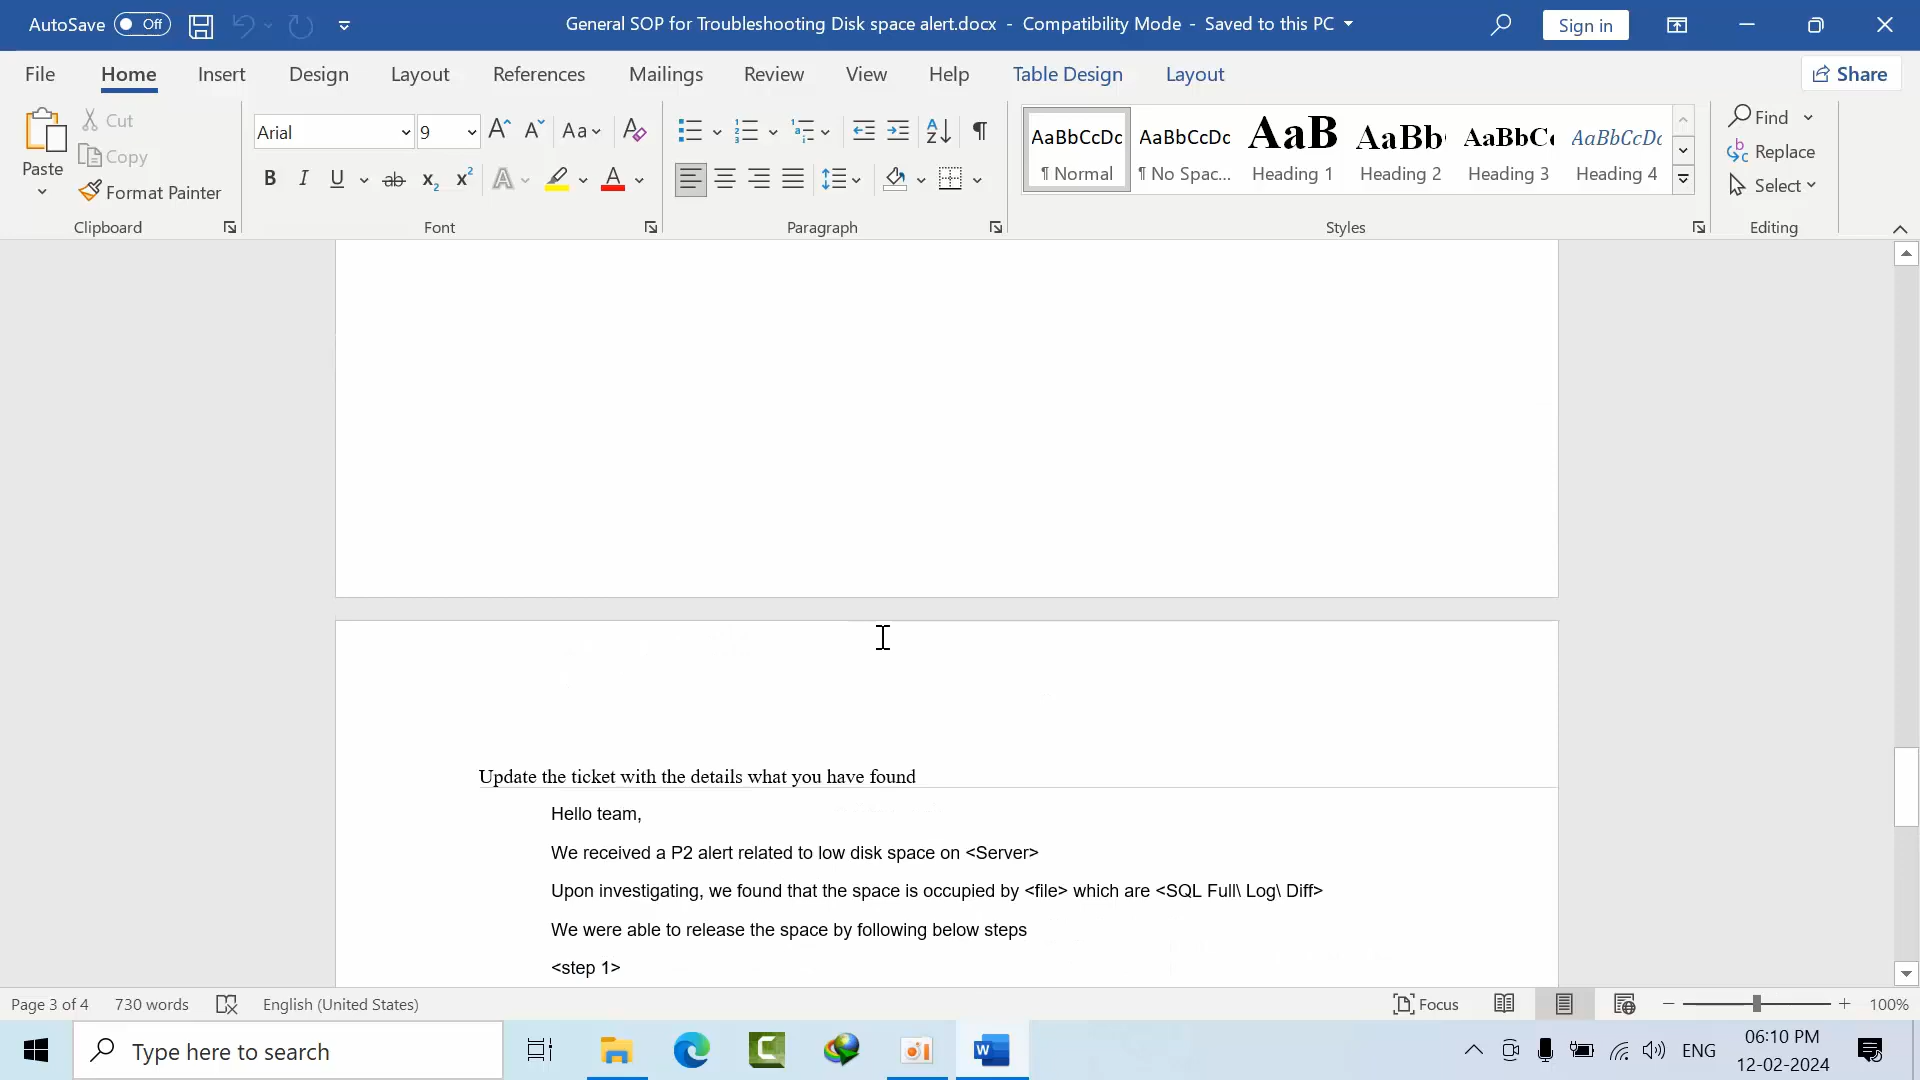 AutoSave Off General SOP for Troubleshooting Disk space alert.docx - Compatibility Mode - Saved to this PC Sign in
File Home Insert Design Layout References Mailings Review View Help Table Design Layout Share
Paste
Cut
Copy
Format Painter
Clipboard
Arial 9
Font
Paragraph
AaBbCcDc AaBbCcDc AaB AaBb AaBbC AaBbCcDc
¶ Normal ¶ No Spac... Heading 1 Heading 2 Heading 3 Heading 4
Styles
Find
Replace
Select
Editing
Update the ticket with the details what you have found
Hello team,
We received a P2 alert related to low disk space on <Server>
Upon investigating, we found that the space is occupied by <file> which are <SQL Full\ Log\ Diff>
We were able to release the space by following below steps
<step 1>
Page 3 of 4 730 words English (United States) Focus 100%
Type here to search
ENG
06:10 PM
12-02-2024